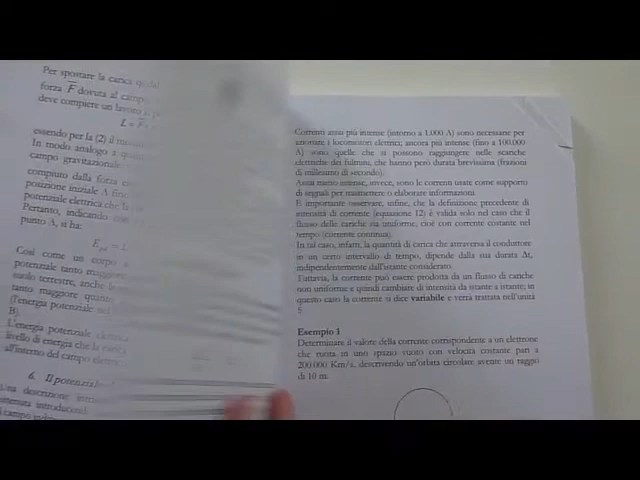 Per spostare la carica
forza F dovuta al campo
deve compiere un lavoro
L = F
essendo per la (2) il
In modo analogo a
campo gravitazionale
compiuto dalla forza
posizione iniziale A
potenziale elettrica che
Pertanto, indicando
punto A, si ha:
= L
Così come un corpo
potenziale tanto maggiore
suolo terrestre, anche
tanto maggiore quanto
(l'energia potenziale
B).
L'energia potenziale
livello di energia che
all'interno del campo
6. Il potenziale
Una descrizione
introducendo
Correnti assai più intense (intorno a 1.000 A) sono necessarie per
azionare i locomotori elettrici; ancora più intense (fino a 100.000
A) sono quelle che si possono raggiungere nelle scariche
elettriche dei fulmini, che hanno però durata brevissima (frazioni
di millesimo di secondo).
Assai meno intense, invece, sono le correnti usate come supporto
di segnali per trasmettere o elaborare informazioni.
È importante osservare, infine, che la definizione precedente di
intensità di corrente (equazione 12) è valida solo nel caso che il
flusso delle cariche sia uniforme, cioè con corrente costante nel
tempo (corrente continua).
In tal caso, infatti, la quantità di carica che attraversa il conduttore
in un certo intervallo di tempo, dipende dalla sua durata Δt,
indipendentemente dall'istante considerato.
Tuttavia, la corrente può essere prodotta da un flusso di cariche
non uniforme e quindi cambiare di intensità da istante a istante; in
questo caso la corrente si dice variabile e verrà trattata nell'unità
5
Esempio 1
Determinare il valore della corrente corrispondente a un elettrone
che ruota in uno spazio vuoto con velocità costante pari a
200.000 Km/s, descrivendo un'orbita circolare avente un raggio
di 10 m.